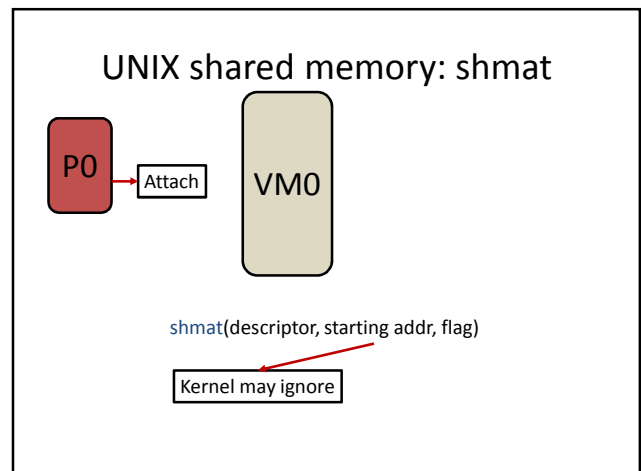 UNIX shared memory: shmat
P0
Attach
VM0
shmat(descriptor, starting addr, flag)
Kernel may ignore